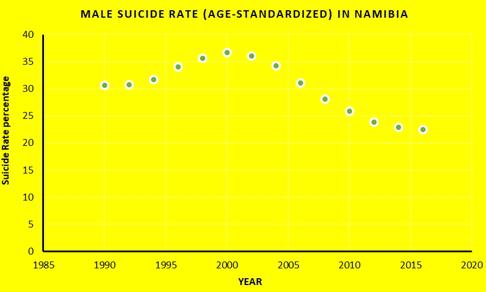 MALE SUICIDE RATE (AGE-STANDARDIZED) IN NAMIBIA
Suicide Rate percentage
40
35
30
25
20
15
10
5
0
1985 1990 1995 2000 2005 2010 2015 2020
YEAR